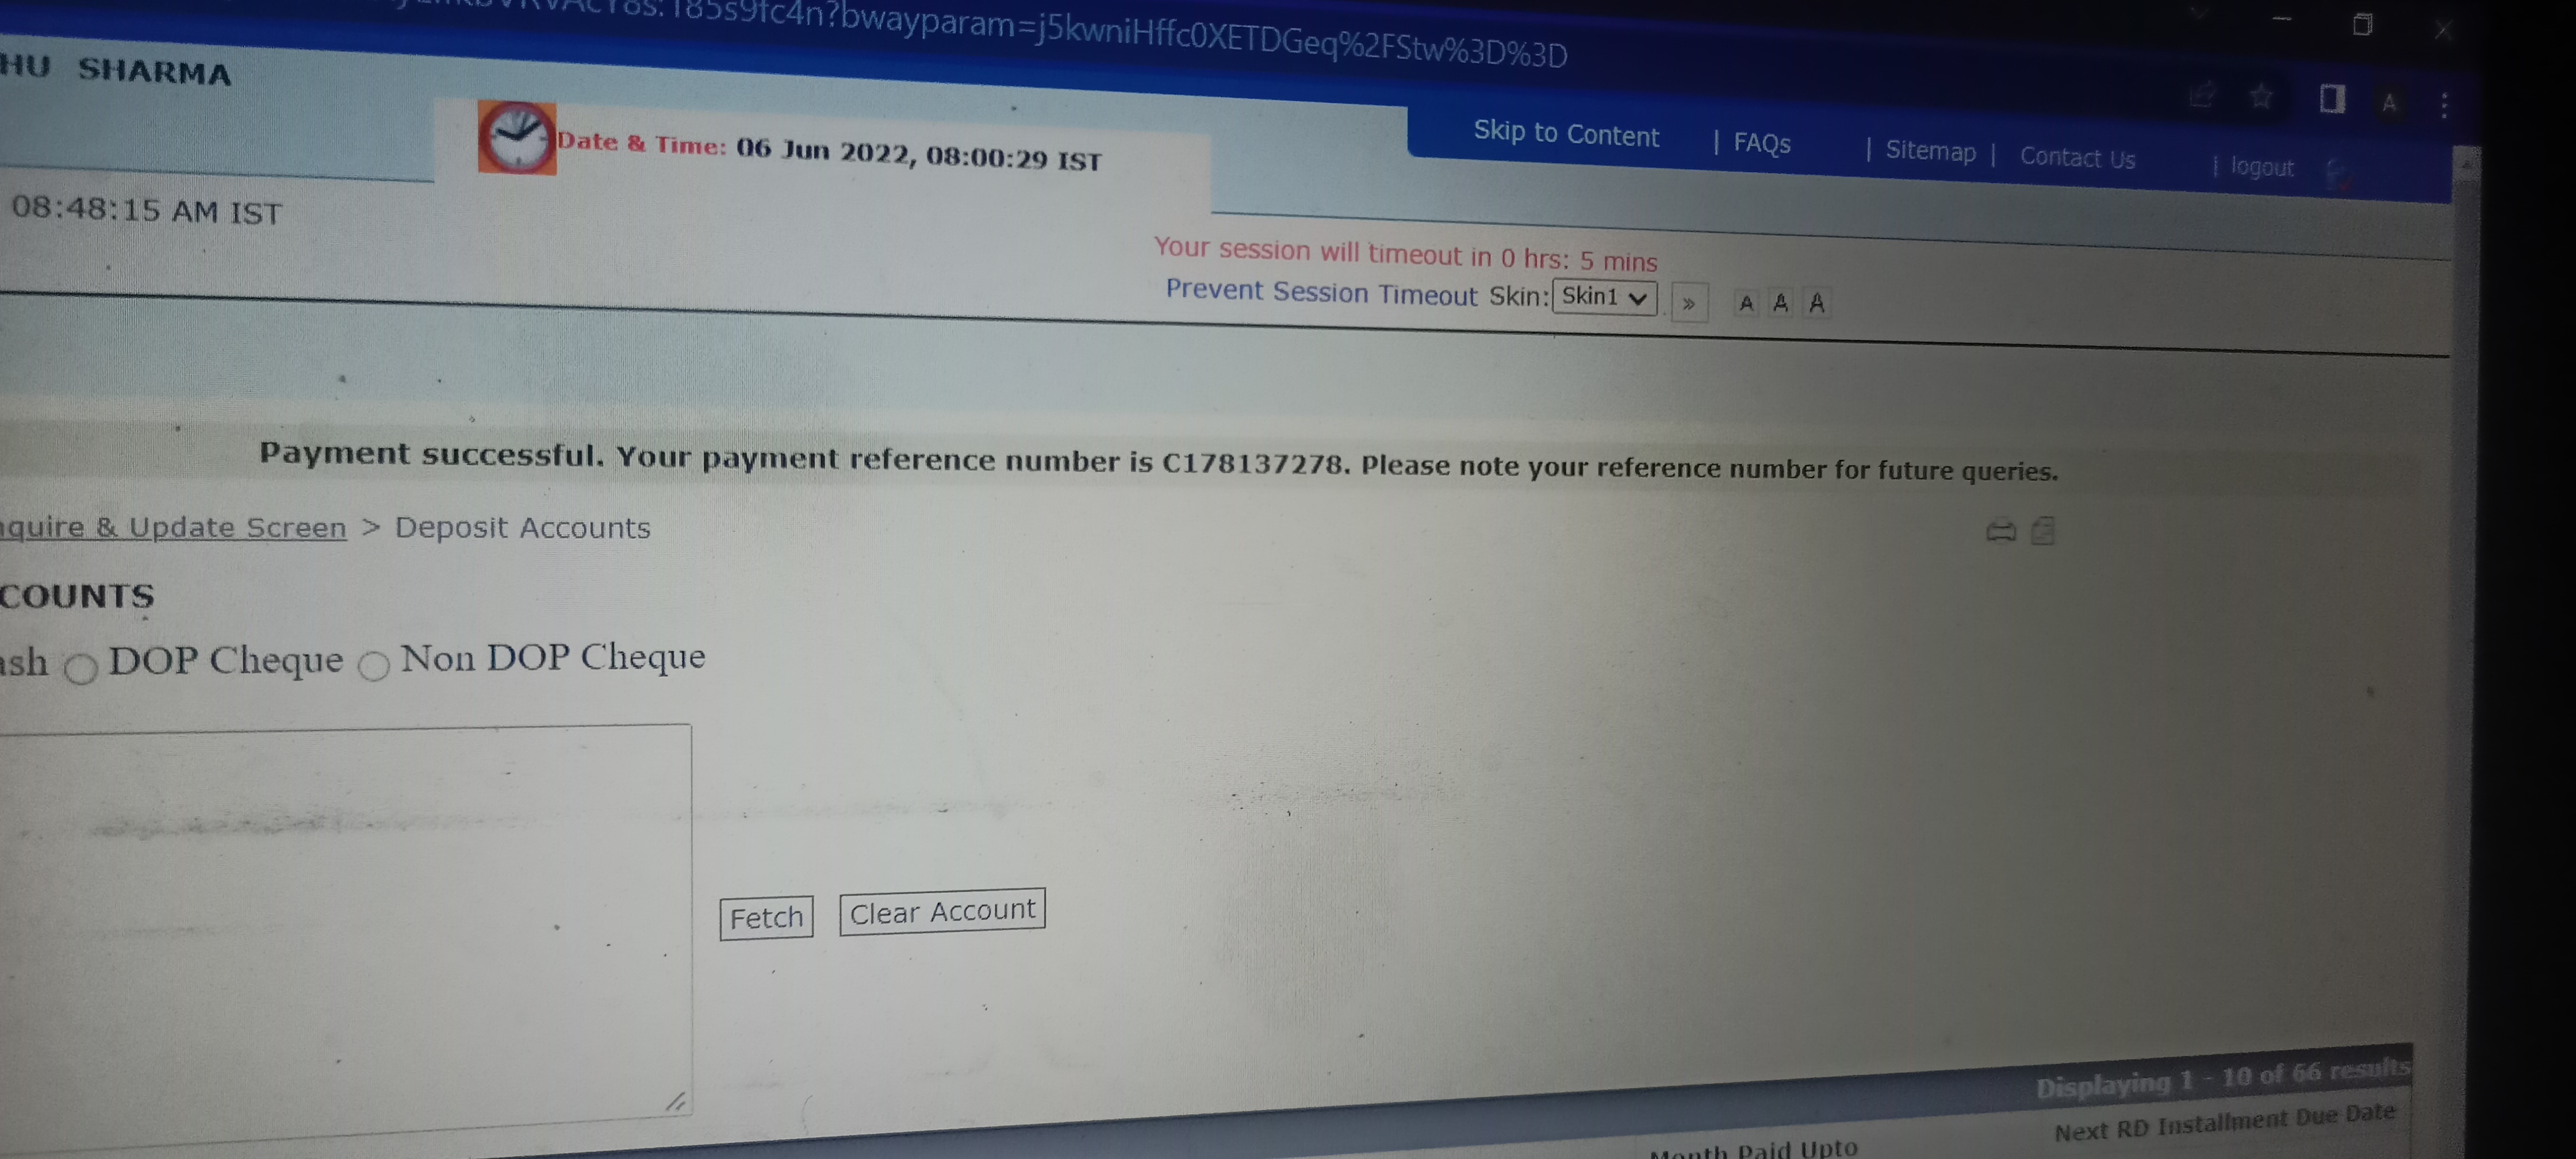 185s9fc4n?bwayparam=j5kwniHffc0XETDGeq%2FStw%3D%3D
HU SHARMA
Date & Time: 06 Jun 2022, 08:00:29 IST
Skip to Content | FAQs | Sitemap | Contact Us | logout
08:48:15 AM IST
Your session will timeout in 0 hrs: 5 mins
Prevent Session Timeout Skin: Skin1 » A A A
Payment successful. Your payment reference number is C178137278. Please note your reference number for future queries.
quire & Update Screen > Deposit Accounts
COUNTS
ash DOP Cheque Non DOP Cheque
Fetch Clear Account
Displaying 1 - 10 of 66 results
Month Paid Upto Next RD Installment Due Date